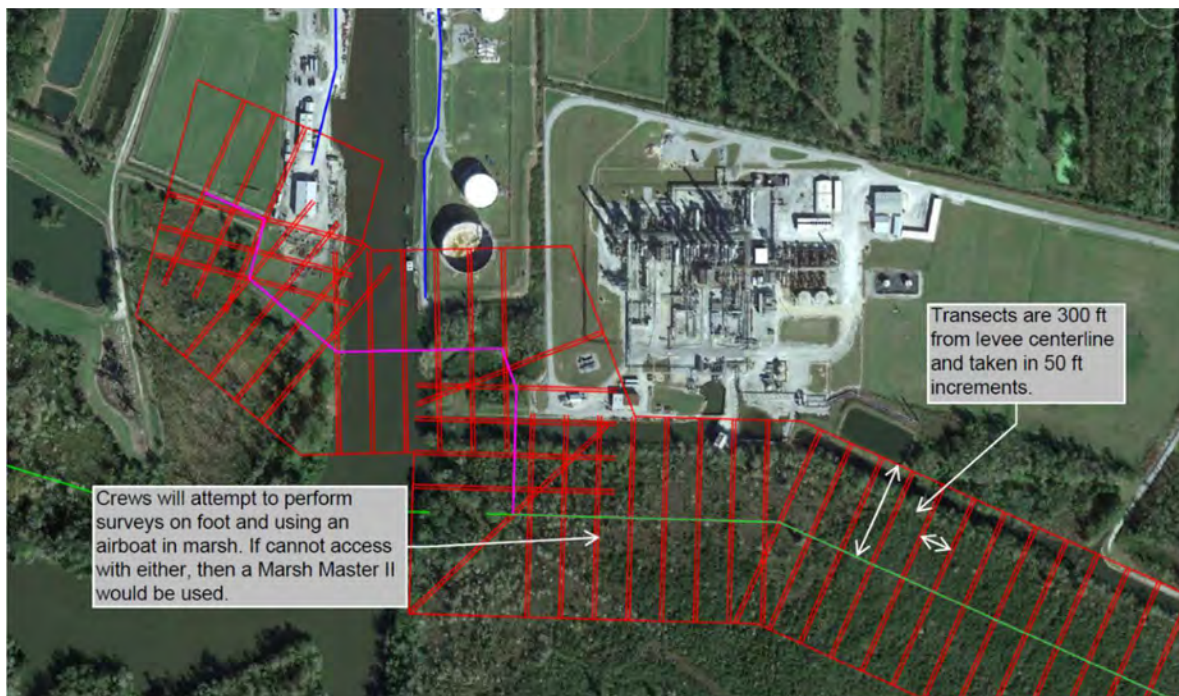 Transects are 300 ft
from levee centerline
and taken in 50 ft
increments.
Crews will attempt to perform
surveys on foot and using an
airboat in marsh. If cannot access
with either, then a Marsh Master II
would be used.